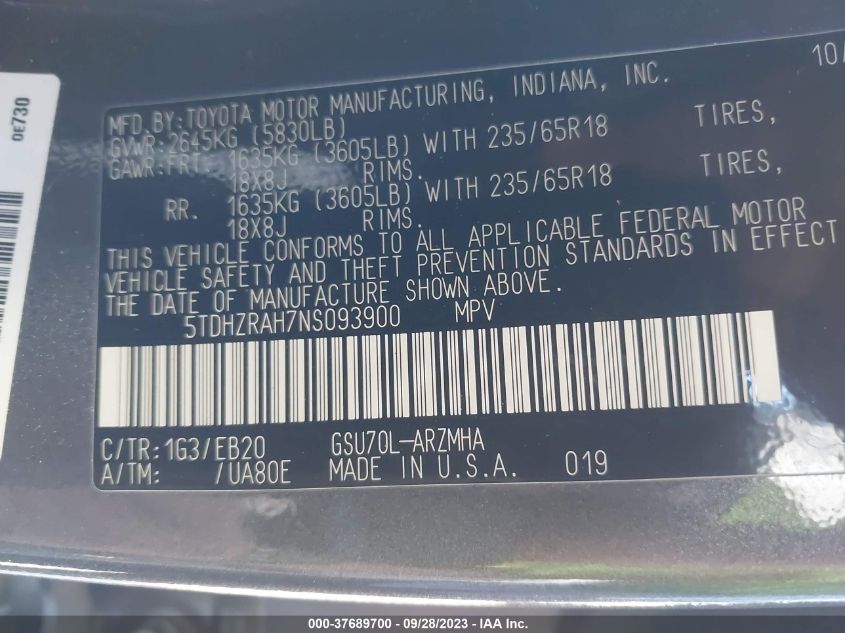 OE730
10/
MFD.BY:TOYOTA MOTOR MANUFACTURING, INDIANA, INC.
GVWR:2645KG (5830LB)
GAWR:FRT. 1635KG (3605LB) WITH 235/65R18 TIRES,
18X8J RIMS.
RR. 1635KG (3605LB) WITH 235/65R18 TIRES,
18X8J RIMS.
THIS VEHICLE CONFORMS TO ALL APPLICABLE FEDERAL MOTOR
VEHICLE SAFETY AND THEFT PREVENTION STANDARDS IN EFFECT
THE DATE OF MANUFACTURE SHOWN ABOVE.
5TDHZRAH7NS093900 MPV
C/TR:1G3/EB20 GSU70L-ARZMHA
A/TM: /UA80E MADE IN U.S.A. 019
000-37689700 - 09/28/2023 - IAA Inc.